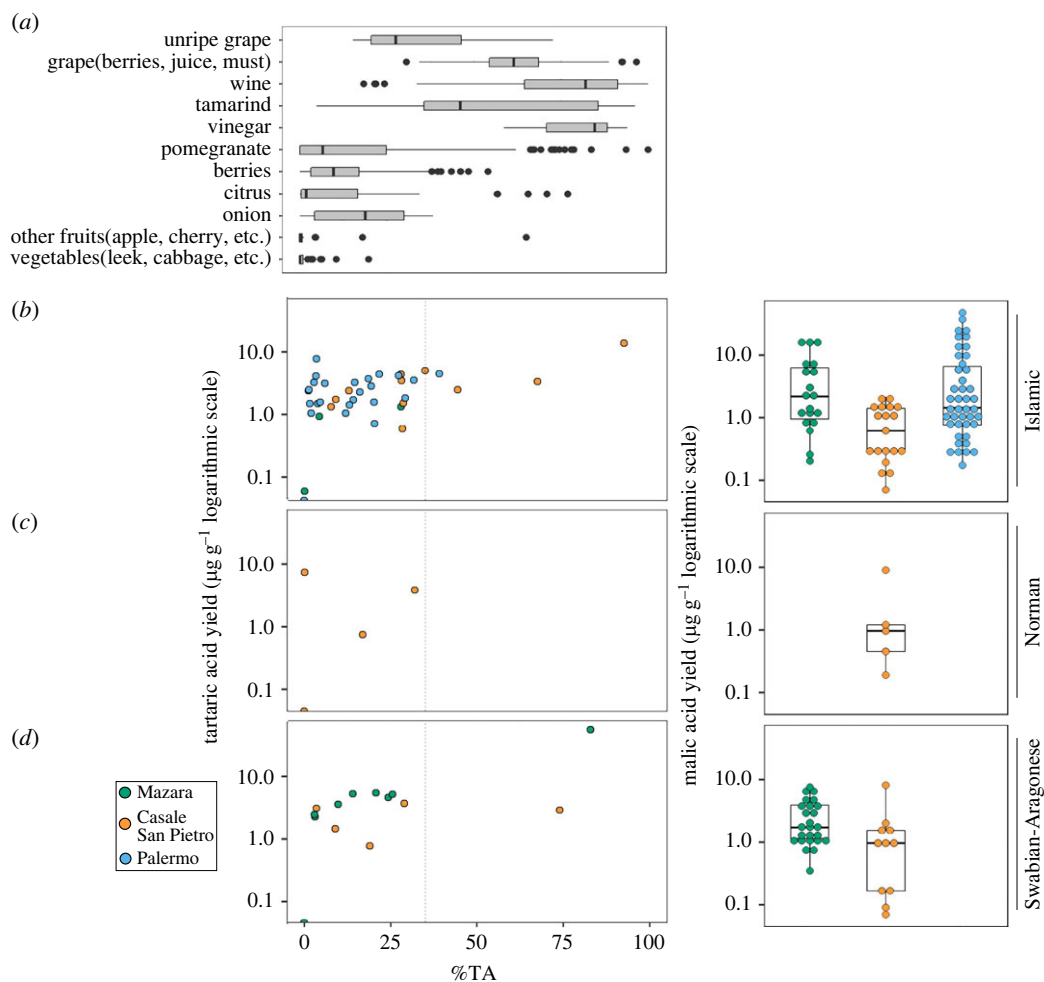 (a)
unripe grape
grape(berries, juice, must)
wine
tamarind
vinegar
pomegranate
berries
citrus
onion
other fruits(apple, cherry, etc.)
vegetables(leek, cabbage, etc.)
(b)
10.0
1.0
0.1
10.0
1.0
0.1
Islamic
(c)
tartaric acid yield (µg g⁻¹ logarithmic scale)
10.0
1.0
0.1
malic acid yield (µg g⁻¹ logarithmic scale)
10.0
1.0
0.1
Norman
(d)
Mazara
Casale
San Pietro
Palermo
10.0
1.0
0.1
10.0
1.0
0.1
Swabian-Aragonese
0 25 50 75 100
%TA